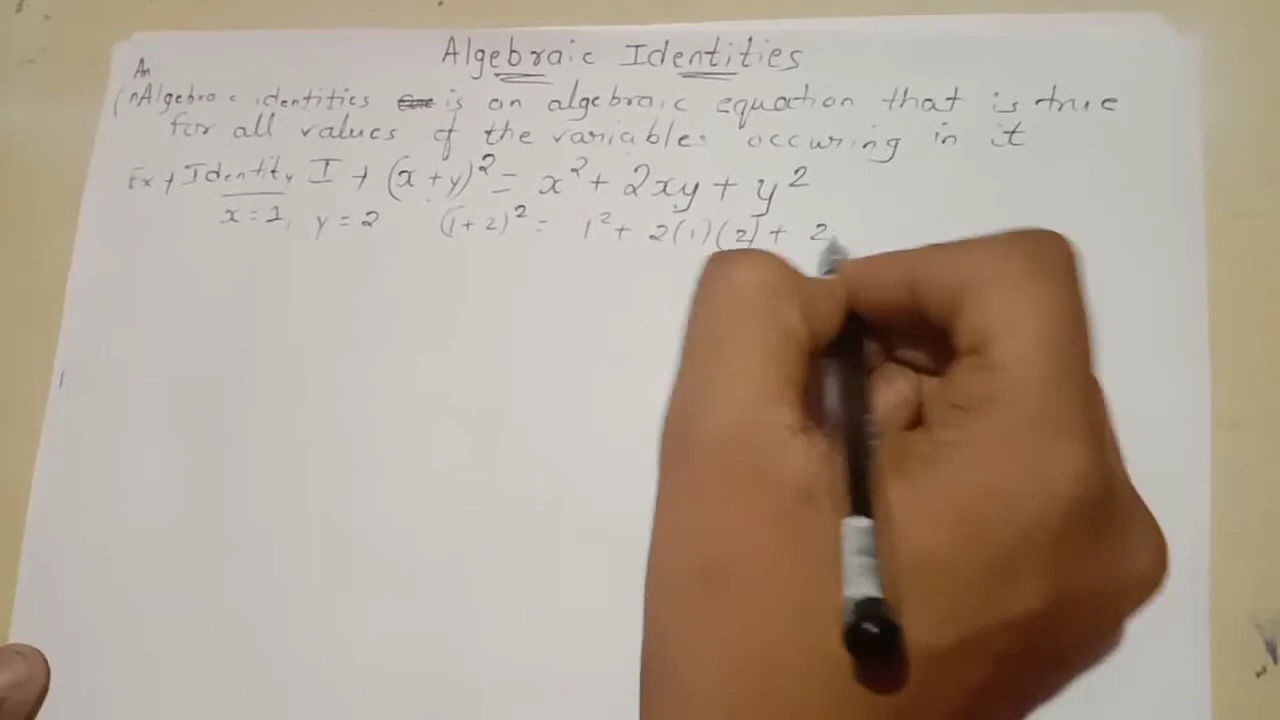 Algebraic Identities
An
Algebraic identities is an algebraic equation that is true
for all values of the variables occuring in it
Ex → Identity I → (x + y)² = x² + 2xy + y²
x = 1, y = 2 (1 + 2)² = 1² + 2(1)(2) + 2